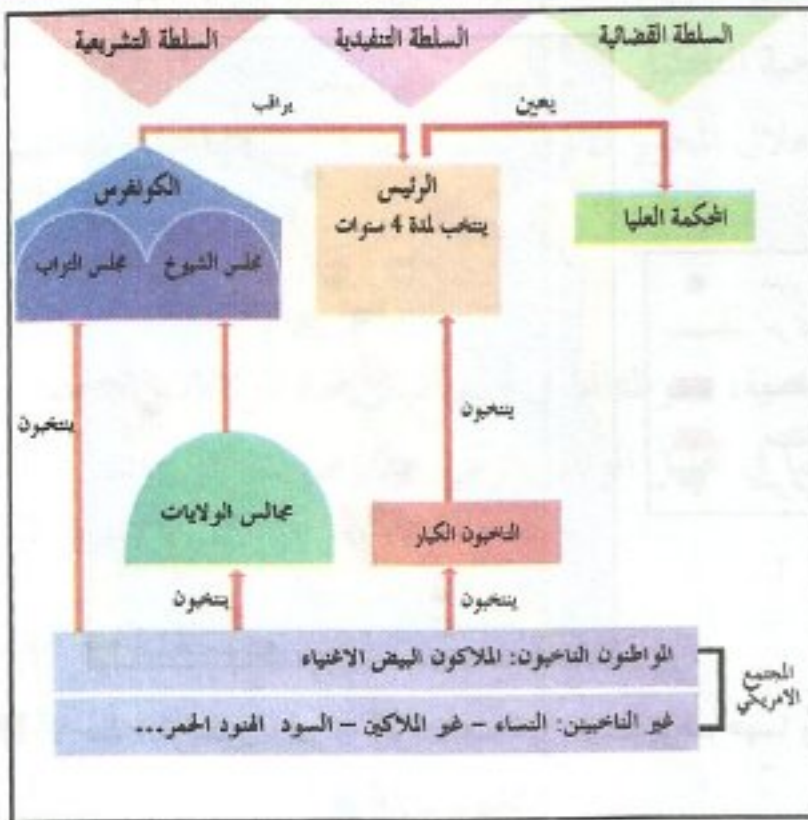 السلطة القضائية
السلطة التنفيذية
السلطة التشريعية
يعين
يراقب
المحكمة العليا
الرئيس
ينتخب لمدة 4 سنوات
الكونغرس
مجلس الشيوخ
مجلس النواب
ينتخبون
ينتخبون
الناخبون الكبار
مجالس الولايات
ينتخبون
ينتخبون
المجتمع
الامريكي
المواطنون الناخبون: الملاكون البيض الاغنياء
غير الناخبين: النساء – غير الملاكين – السود الهنود الحمر...